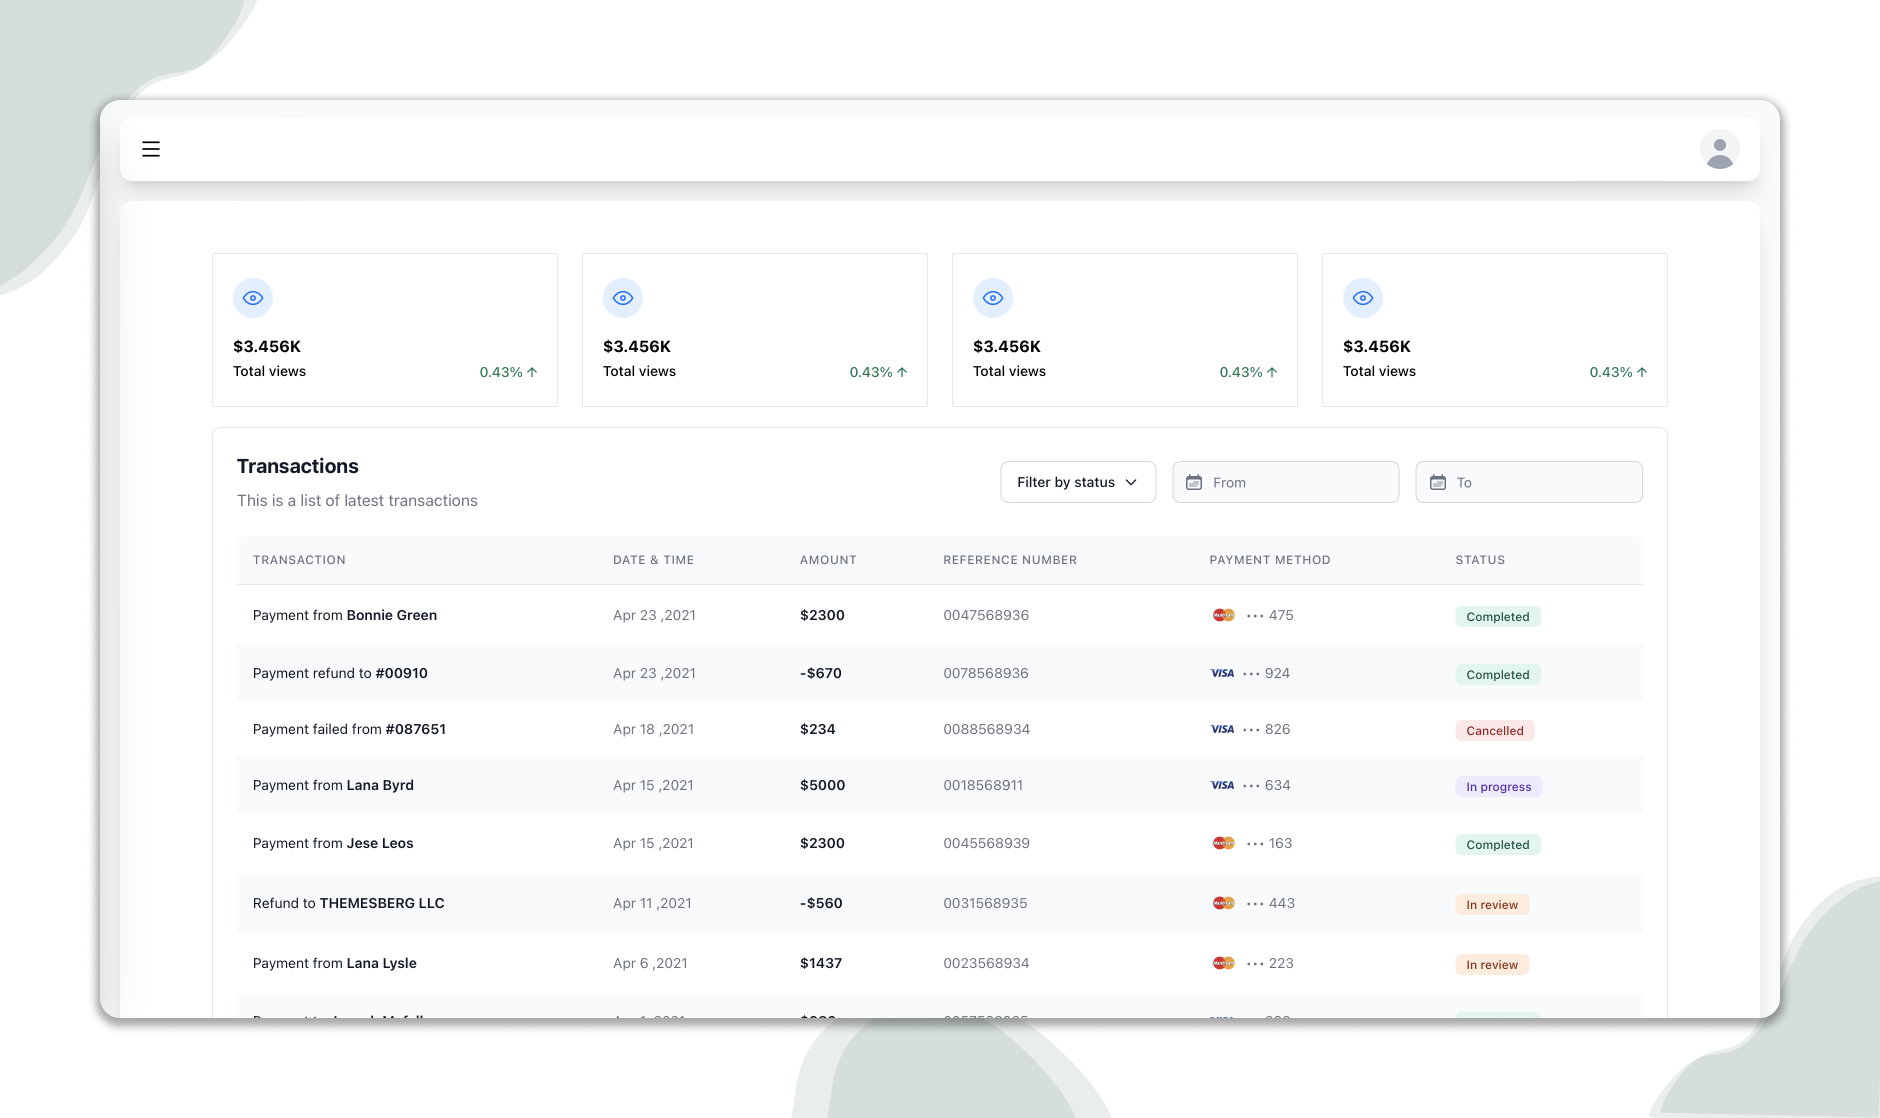 $3.456K $3.456K $3.456K $3.456K
Total views 0.43% Total views 0.43% Total views 0.43% Total views 0.43%
Transactions
This is a list of latest transactions
Filter by status From To
TRANSACTION DATE & TIME AMOUNT REFERENCE NUMBER PAYMENT METHOD STATUS
Payment from Bonnie Green Apr 23 ,2021 $2300 0047568936 ••• 475 Completed
Payment refund to #00910 Apr 23 ,2021 -$670 0078568936 VISA ••• 924 Completed
Payment failed from #087651 Apr 18 ,2021 $234 0088568934 VISA ••• 826 Cancelled
Payment from Lana Byrd Apr 15 ,2021 $5000 0018568911 VISA ••• 634 In progress
Payment from Jese Leos Apr 15 ,2021 $2300 0045568939 ••• 163 Completed
Refund to THEMESBERG LLC Apr 11 ,2021 -$560 0031568935 ••• 443 In review
Payment from Lana Lysle Apr 6 ,2021 $1437 0023568934 ••• 223 In review